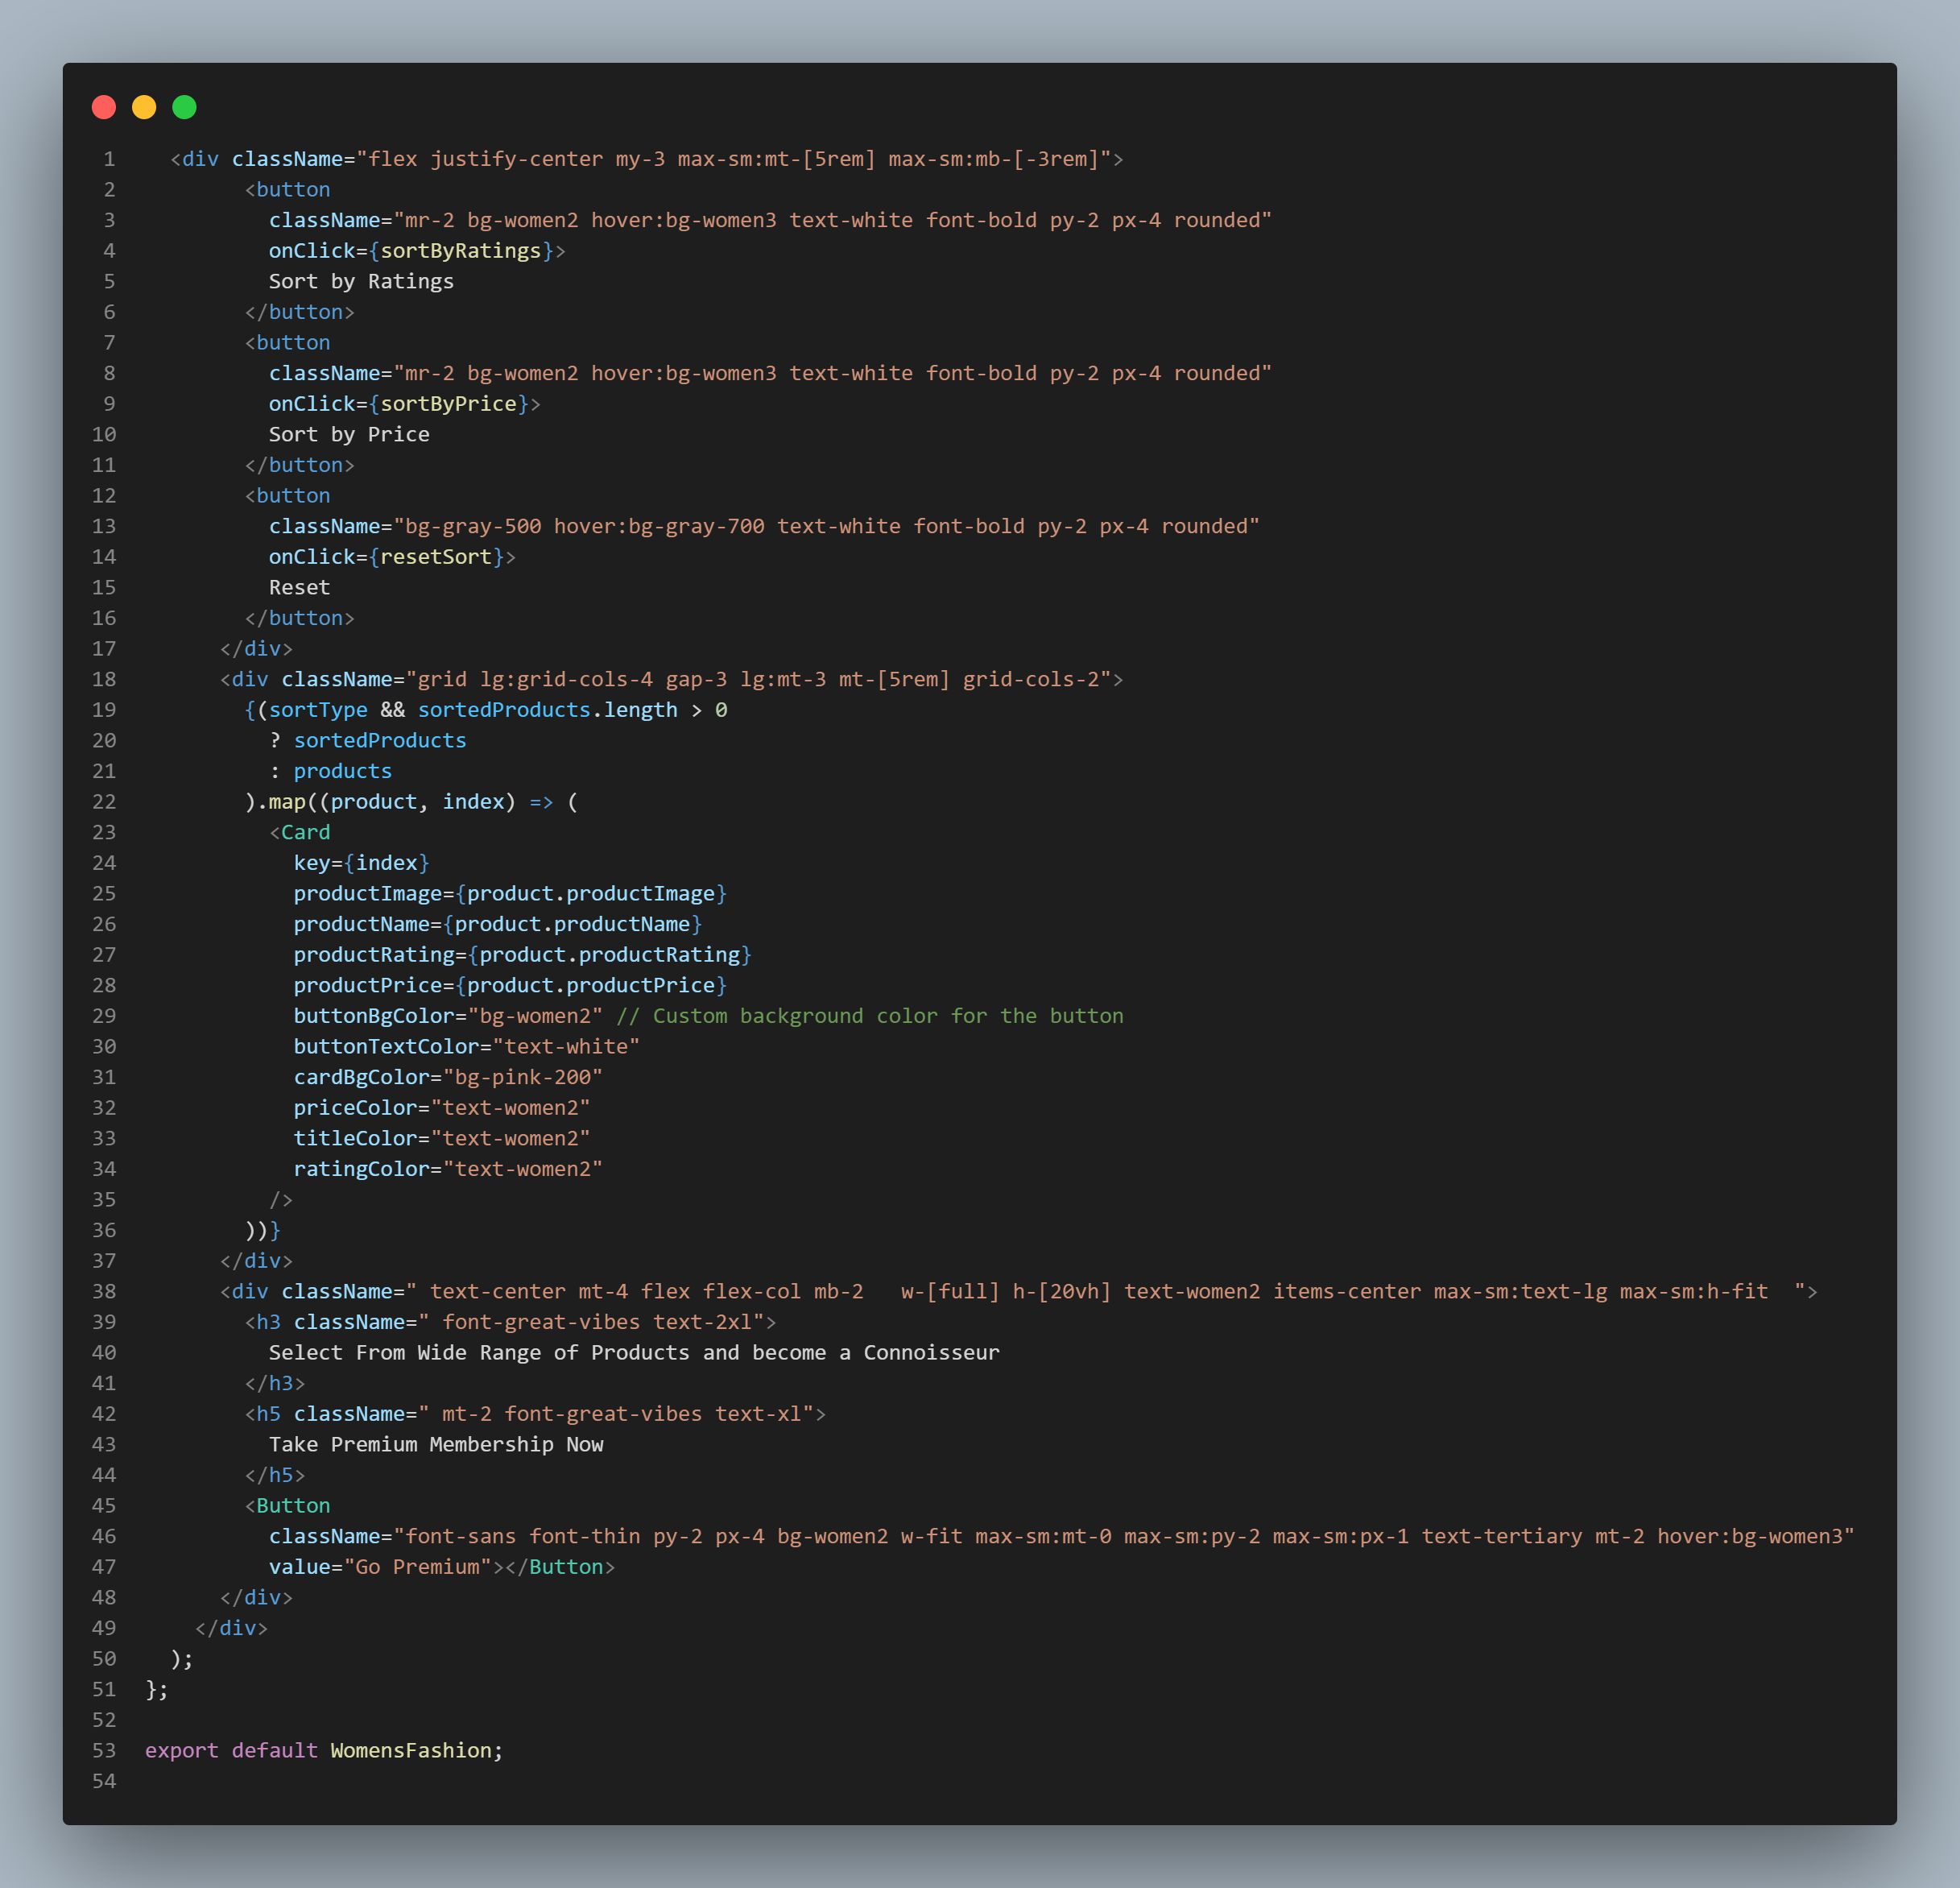 1 <div className="flex justify-center my-3 max-sm:mt-[5rem] max-sm:mb-[-3rem]">
2 <button
3 className="mr-2 bg-women2 hover:bg-women3 text-white font-bold py-2 px-4 rounded"
4 onClick={sortByRatings}>
5 Sort by Ratings
6 </button>
7 <button
8 className="mr-2 bg-women2 hover:bg-women3 text-white font-bold py-2 px-4 rounded"
9 onClick={sortByPrice}>
10 Sort by Price
11 </button>
12 <button
13 className="bg-gray-500 hover:bg-gray-700 text-white font-bold py-2 px-4 rounded"
14 onClick={resetSort}>
15 Reset
16 </button>
17 </div>
18 <div className="grid lg:grid-cols-4 gap-3 lg:mt-3 mt-[5rem] grid-cols-2">
19 {(sortType && sortedProducts.length > 0
20 ? sortedProducts
21 : products
22 ).map((product, index) => (
23 <Card
24 key={index}
25 productImage={product.productImage}
26 productName={product.productName}
27 productRating={product.productRating}
28 productPrice={product.productPrice}
29 buttonBgColor="bg-women2" // Custom background color for the button
30 buttonTextColor="text-white"
31 cardBgColor="bg-pink-200"
32 priceColor="text-women2"
33 titleColor="text-women2"
34 ratingColor="text-women2"
35 />
36 ))}
37 </div>
38 <div className=" text-center mt-4 flex flex-col mb-2   w-[full] h-[20vh] text-women2 items-center max-sm:text-lg max-sm:h-fit  ">
39 <h3 className=" font-great-vibes text-2xl">
40 Select From Wide Range of Products and become a Connoisseur
41 </h3>
42 <h5 className=" mt-2 font-great-vibes text-xl">
43 Take Premium Membership Now
44 </h5>
45 <Button
46 className="font-sans font-thin py-2 px-4 bg-women2 w-fit max-sm:mt-0 max-sm:py-2 max-sm:px-1 text-tertiary mt-2 hover:bg-women3"
47 value="Go Premium"></Button>
48 </div>
49 </div>
50 );
51 };
52
53 export default WomensFashion;
54